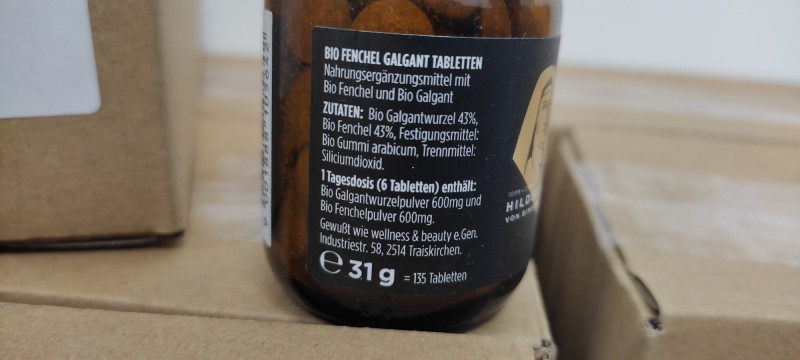 BIO FENCHEL GALGANT TABLETTEN
Nahrungsergänzungsmittel mit
Bio Fenchel und Bio Galgant
ZUTATEN: Bio Galgantwurzel 43%,
Bio Fenchel 43%, Festigungsmittel:
Bio Gummi arabicum, Trennmittel:
Siliciumdioxid.
1 Tagesdosis (6 Tabletten) enthält:
Bio Galgantwurzelpulver 600mg und
Bio Fenchelpulver 600mg.
Gewußt wie wellness & beauty e.Gen.
Industriestr. 58, 2514 Traiskirchen.
℮ 31 g = 135 Tabletten
VON